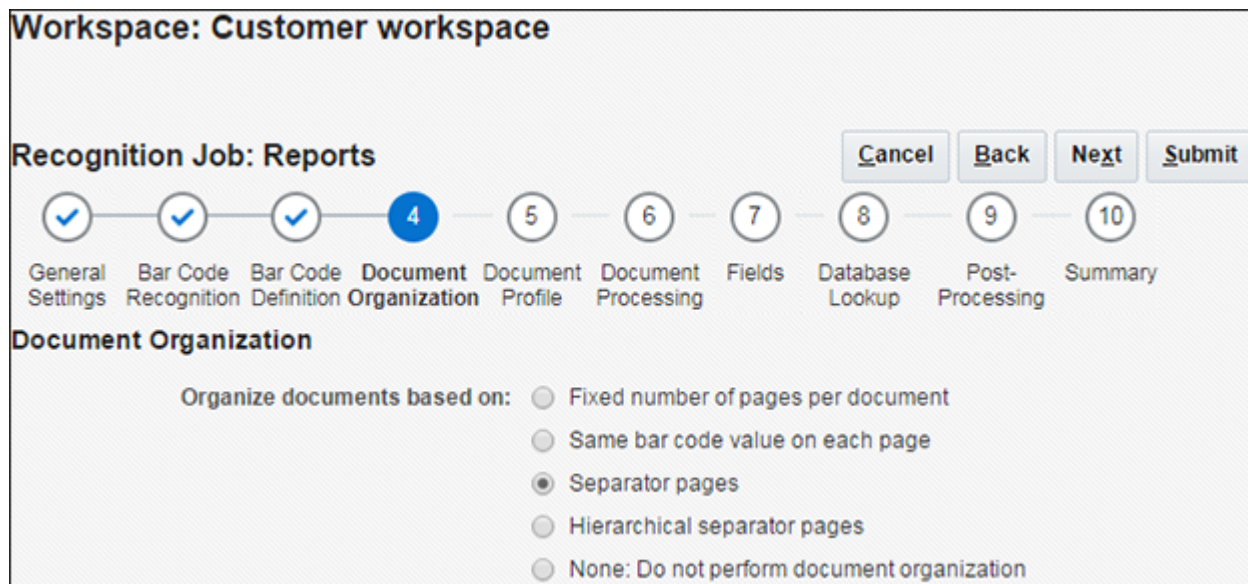 Workspace: Customer workspace
Recognition Job: Reports
Cancel Back Next Submit
4 5 6 7 8 9 10
General Bar Code Bar Code Document Document Document Fields Database Post- Summary
Settings Recognition Definition Organization Profile Processing Lookup Processing
Document Organization
Organize documents based on: Fixed number of pages per document
Same bar code value on each page
Separator pages
Hierarchical separator pages
None: Do not perform document organization